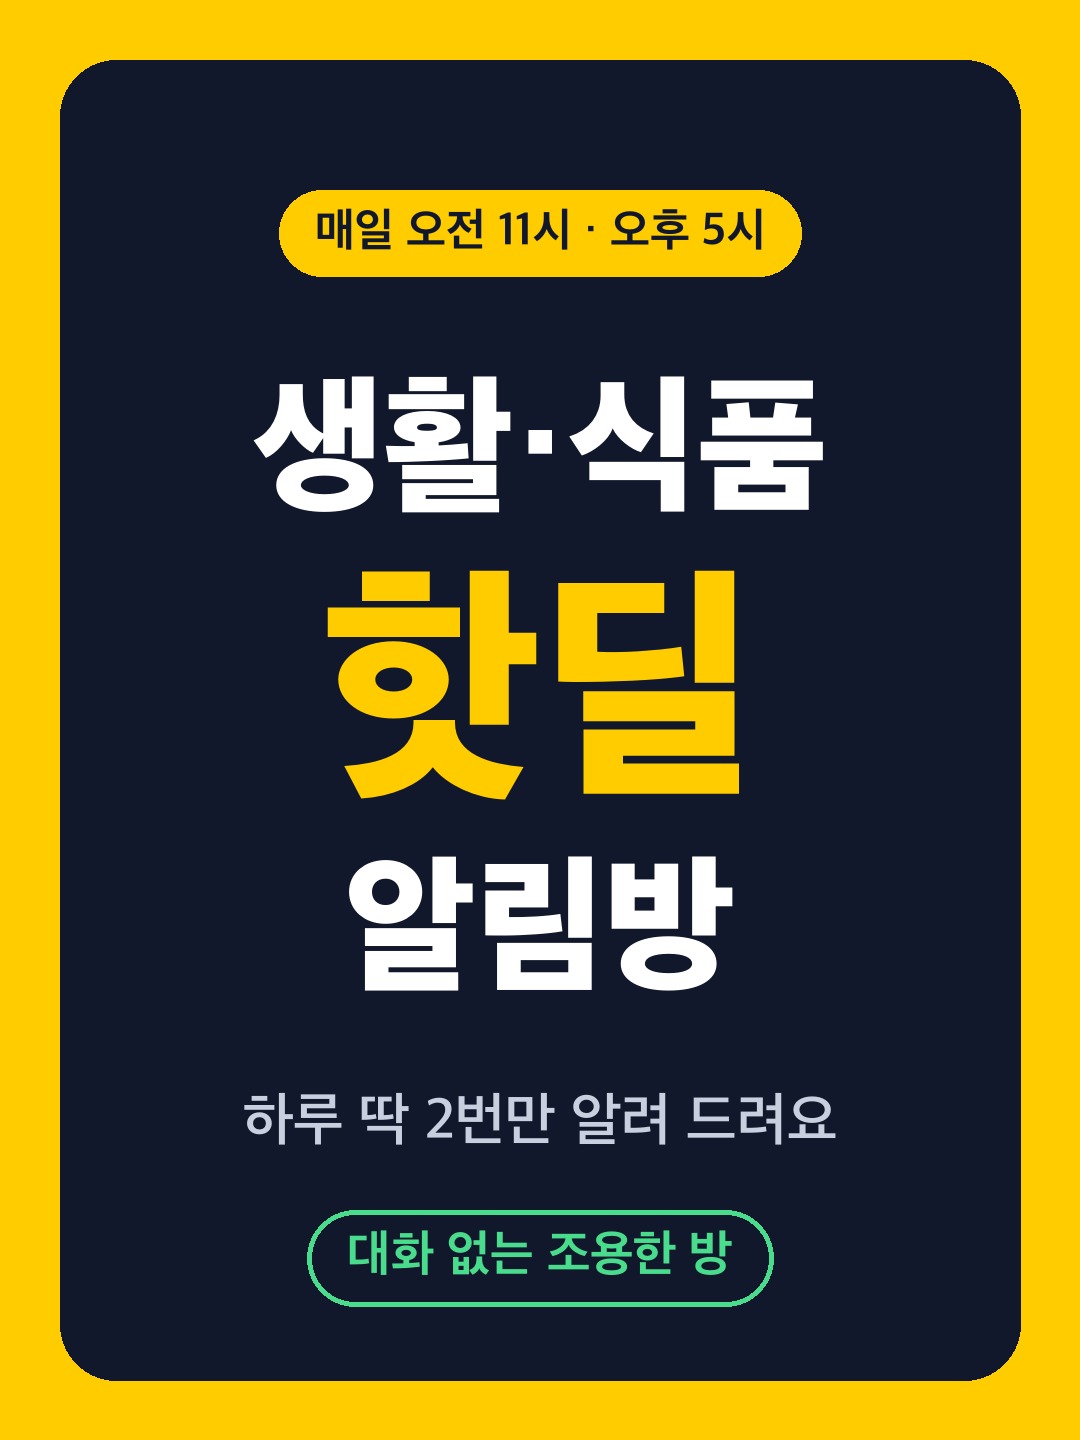 매일 오전 11시 · 오후 5시
생활·식품
핫딜
알림방
하루 딱 2번만 알려 드려요
대화 없는 조용한 방